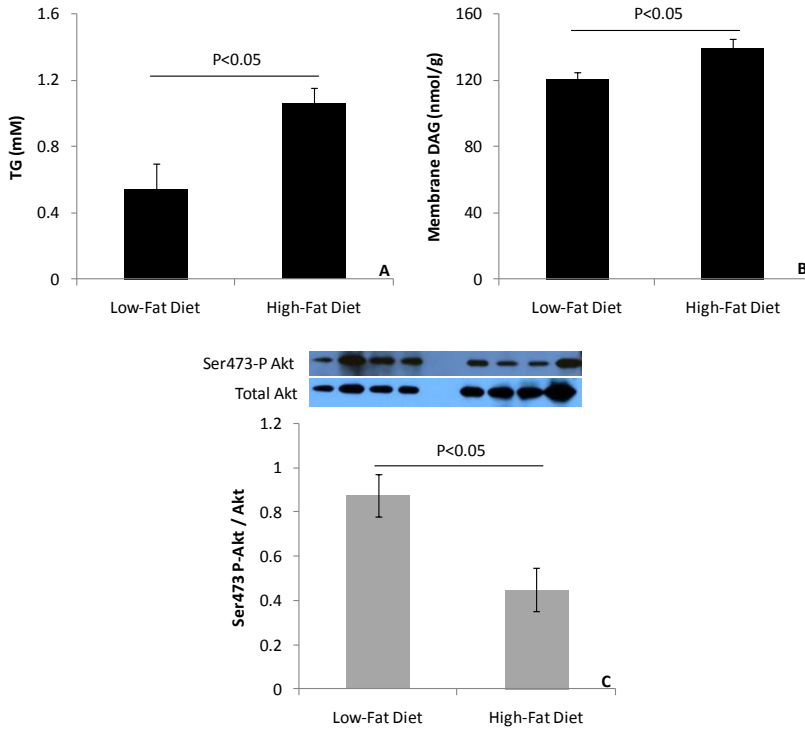 P<0.05
TG (mM)
1.6
1.2
0.8
0.4
0
Low-Fat Diet
High-Fat Diet
A
P<0.05
Membrane DAG (nmol/g)
160
120
80
40
0
Low-Fat Diet
High-Fat Diet
B
Ser473-P Akt
Total Akt
P<0.05
Ser473 P-Akt / Akt
1.2
1
0.8
0.6
0.4
0.2
0
Low-Fat Diet
High-Fat Diet
C